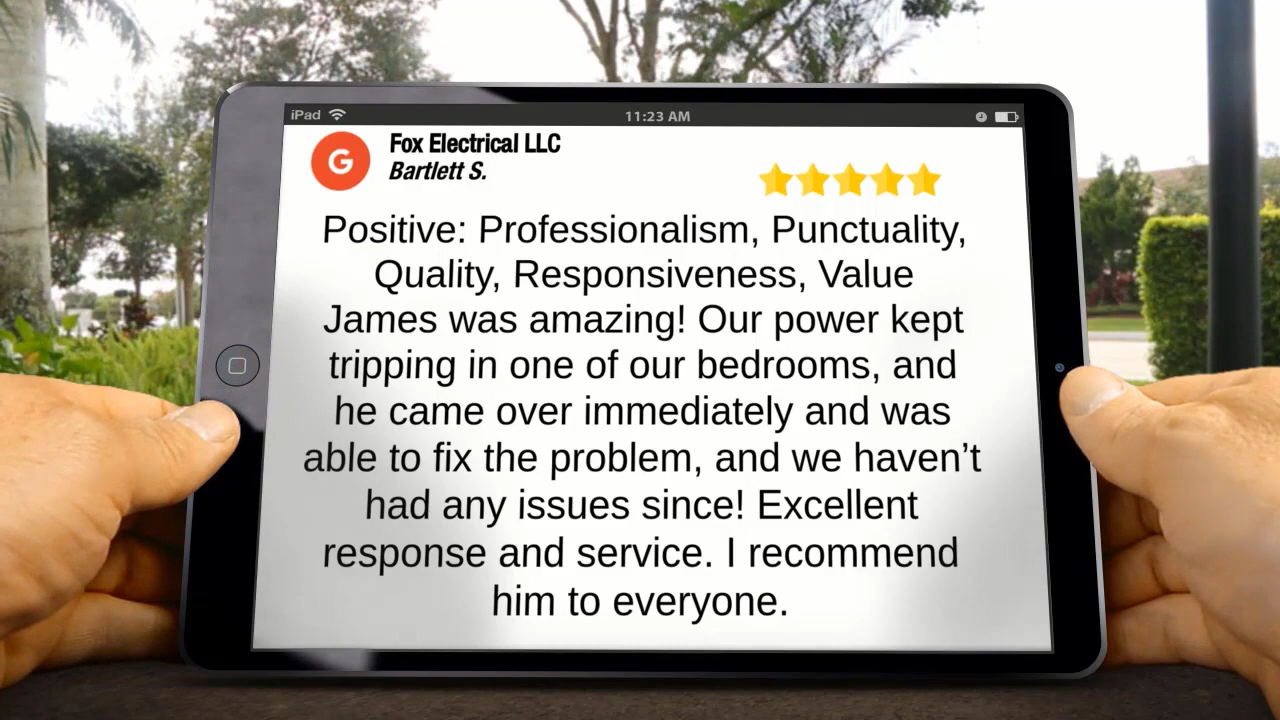 iPad
11:23 AM
G
Fox Electrical LLC
Bartlett S.
Positive: Professionalism, Punctuality,
Quality, Responsiveness, Value
James was amazing! Our power kept
tripping in one of our bedrooms, and
he came over immediately and was
able to fix the problem, and we haven’t
had any issues since! Excellent
response and service. I recommend
him to everyone.